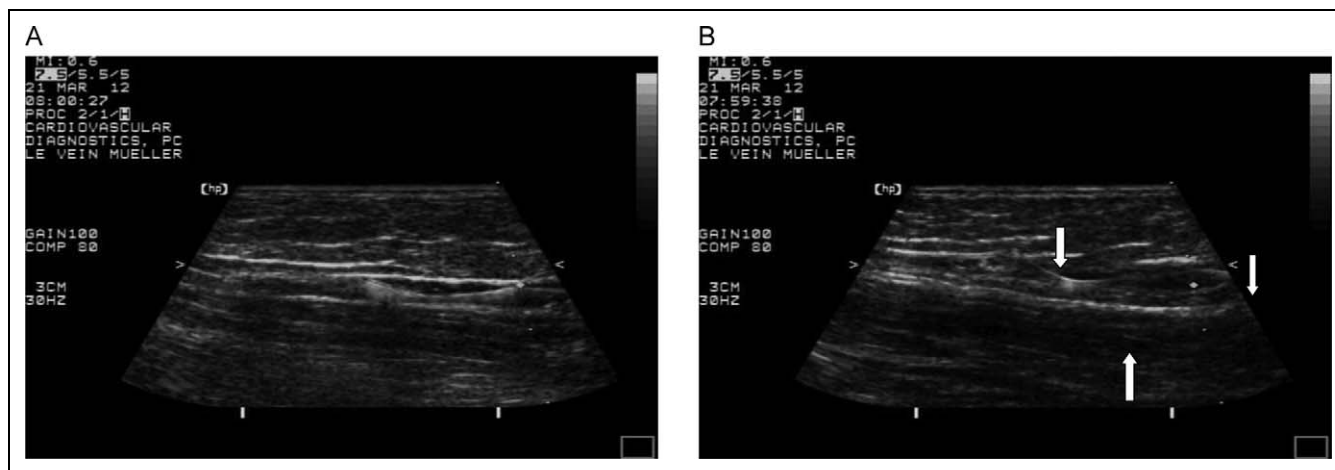 A
MI:0.6
7.5/5.5/5
21 MAR 12
08:00:27
PROC 2/1/H
CARDIOVASCULAR
DIAGNOSTICS, PC
LE VEIN MUELLER
[hp]
GAIN100
COMP 80
> <
3CM
30HZ
B
MI:0.6
7.5/5.5/5
21 MAR 12
07:59:38
PROC 2/1/H
CARDIOVASCULAR
DIAGNOSTICS, PC
LE VEIN MUELLER
[hp]
GAIN100
COMP 80
> <
3CM
30HZ